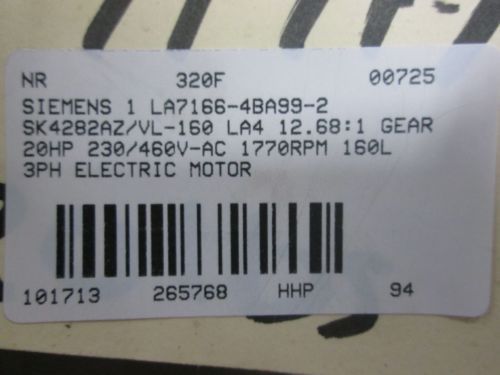 NR 320F 00725
SIEMENS 1 LA7166-4BA99-2
SK4282AZ/VL-160 LA4 12.68:1 GEAR
20HP 230/460V-AC 1770RPM 160L
3PH ELECTRIC MOTOR
101713 265768 HHP 94